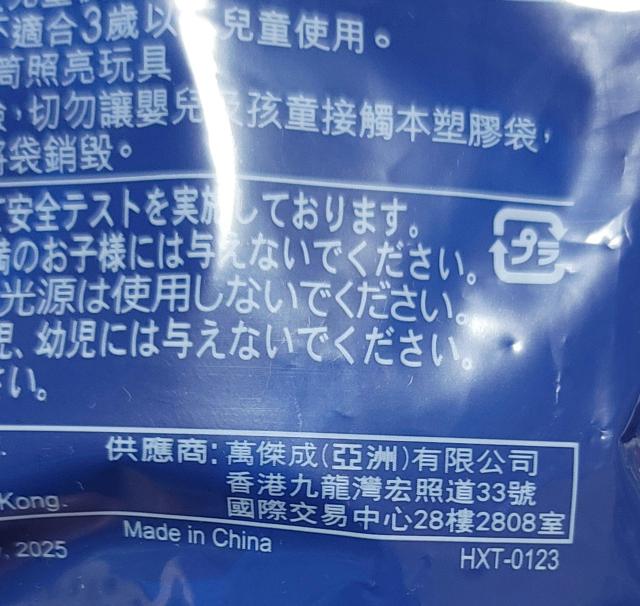 不適合3歲以 兒童使用。
筒照亮玩具
,切勿讓嬰兒及孩童接觸本塑膠袋,
將袋銷毀。
て安全テストを実施しております。
満のお子様には与えないでください。
プラ
光源は使用しないでください。
児、幼児には与えないでください。
さい。
供應商:萬傑成(亞洲)有限公司
香港九龍灣宏照道33號
Kong.
國際交易中心28樓2808室
, 2025
Made in China
HXT-0123